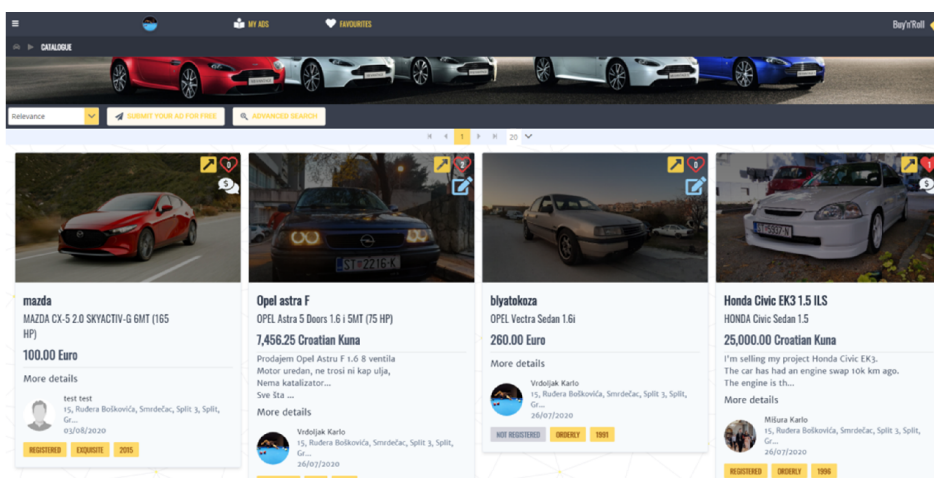 MY ADS
FAVOURITES
Buy'n'Roll
CATALOGUE
Relevance
SUBMIT YOUR AD FOR FREE
ADVANCED SEARCH
1
20
0
5
2
ST 2216-K
0
1
5
mazda
MAZDA CX-5 2.0 SKYACTIV-G 6MT (165
HP)
100.00 Euro
More details
test test
15, Ruđera Boškovića, Smrdečac, Split 3, Split,
Gr...
03/08/2020
REGISTERED
EXQUISITE
2015
Opel astra F
OPEL Astra 5 Doors 1.6 i 5MT (75 HP)
7,456.25 Croatian Kuna
Prodajem Opel Astru F 1.6 8 ventila
Motor uredan, ne trosi ni kap ulja,
Nema katalizator...
Sve šta ...
More details
Vrdoljak Karlo
15, Ruđera Boškovića, Smrdečac, Split 3, Split,
Gr...
26/07/2020
blyatokoza
OPEL Vectra Sedan 1.6i
260.00 Euro
More details
Vrdoljak Karlo
15, Ruđera Boškovića, Smrdečac, Split 3, Split,
Gr...
26/07/2020
NOT REGISTERED
ORDERLY
1991
Honda Civic EK3 1.5 ILS
HONDA Civic Sedan 1.5
25,000.00 Croatian Kuna
I'm selling my project Honda Civic EK3.
The car has had an engine swap 10k km ago.
The engine is th...
More details
Mišura Karlo
15, Ruđera Boškovića, Smrdečac, Split 3, Split,
Gr...
26/07/2020
REGISTERED
ORDERLY
1996